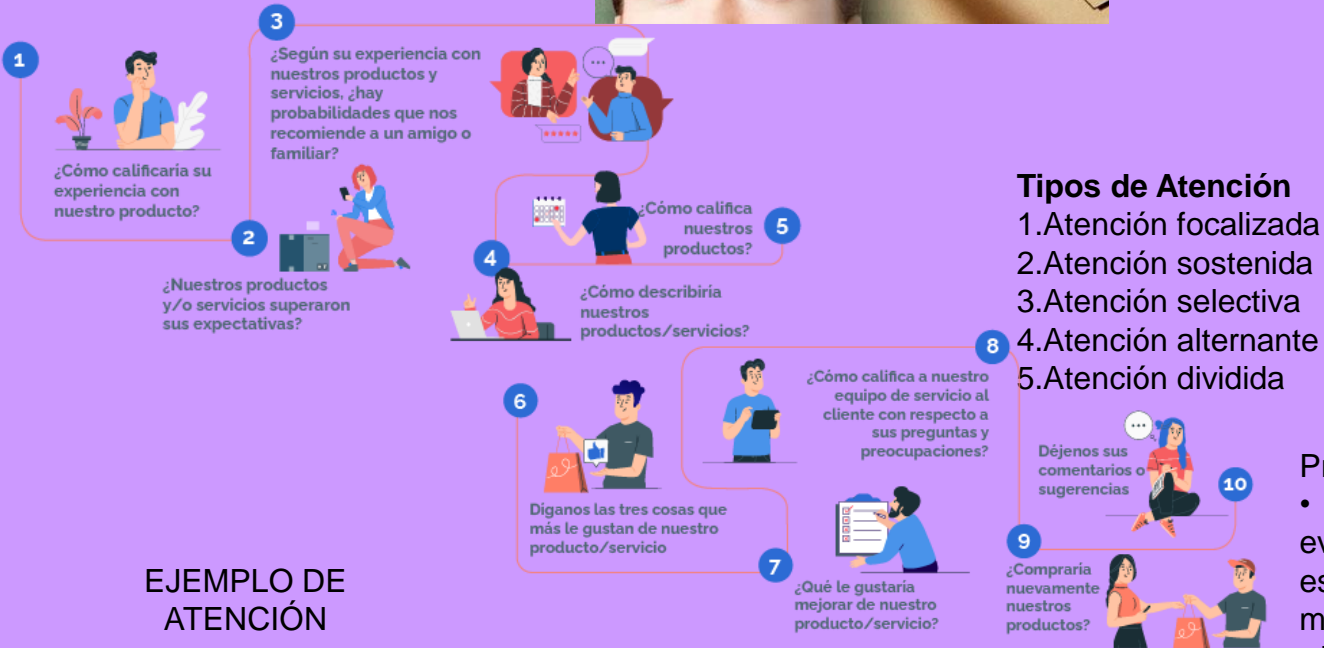 1
¿Cómo calificaria su
experiencia con
nuestro producto?
2
¿Nuestros productos
y/o servicios superaron
sus expectativas?
3
¿Según su experiencia con
nuestros productos y
servicios, ¿hay
probabilidades que nos
recomiende a un amigo o
familiar?
4
¿Cómo describiria
nuestros
productos/servicios?
¿Cómo califica
nuestros
productos?
5
6
Díganos las tres cosas que
más le gustan de nuestro
producto/servicio
7
¿Qué le gustaría
mejorar de nuestro
producto/servicio?
8
¿Cómo califica a nuestro
equipo de servicio al
cliente con respecto a
sus preguntas y
preocupaciones?
9
¿Compraria
nuevamente
nuestros
productos?
Déjenos sus
comentarios o
sugerencias
10
Tipos de Atención
1.Atención focalizada
2.Atención sostenida
3.Atención selectiva
4.Atención alternante
5.Atención dividida
EJEMPLO DE
ATENCIÓN